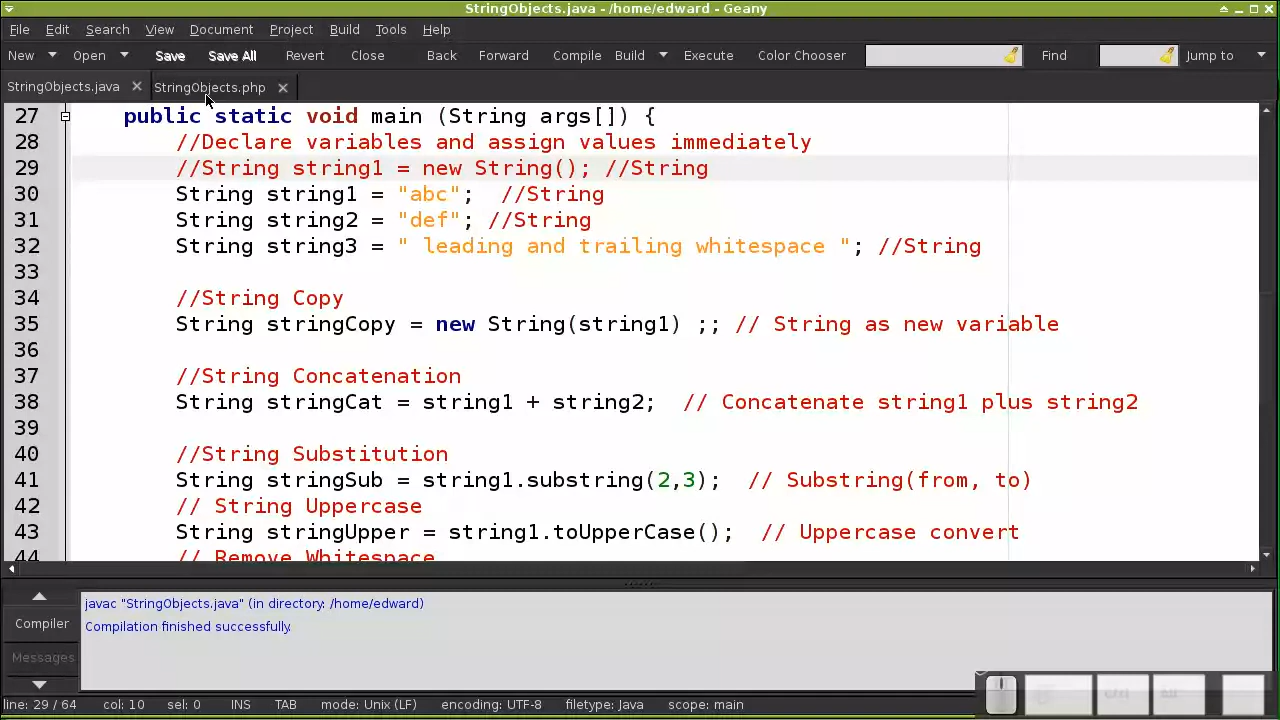 StringObjects.java - /home/edward - Geany
File Edit Search View Document Project Build Tools Help
New Open Save Save All Revert Close Back Forward Compile Build Execute Color Chooser Find Jump to
StringObjects.java StringObjects.php
27 public static void main (String args[]) {
28 //Declare variables and assign values immediately
29 //String string1 = new String(); //String
30 String string1 = "abc"; //String
31 String string2 = "def"; //String
32 String string3 = " leading and trailing whitespace "; //String
33
34 //String Copy
35 String stringCopy = new String(string1) ;; // String as new variable
36
37 //String Concatenation
38 String stringCat = string1 + string2; // Concatenate string1 plus string2
39
40 //String Substitution
41 String stringSub = string1.substring(2,3); // Substring(from, to)
42 // String Uppercase
43 String stringUpper = string1.toUpperCase(); // Uppercase convert
44 // Remove Whitespace
javac "StringObjects.java" (in directory: /home/edward)
Compilation finished successfully.
Compiler
Messages
line: 29 / 64 col: 10 sel: 0 INS TAB mode: Unix (LF) encoding: UTF-8 filetype: Java scope: main